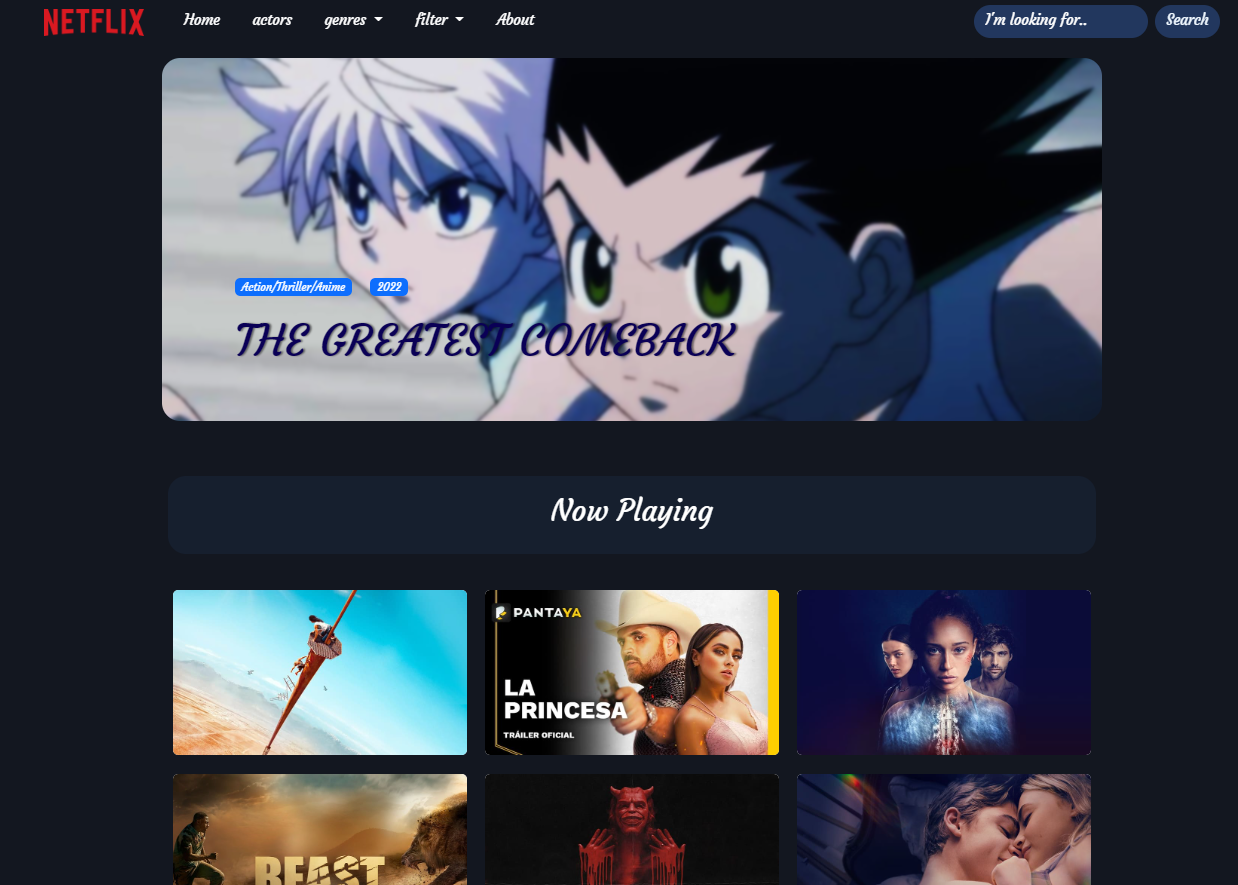 NETFLIX
Home
actors
genres
filter
About
I'm looking for..
Search
Action/Thriller/Anime
2022
THE GREATEST COMEBACK
Now Playing
PANTAYA
LA
PRINCESA
TRÁILER OFICIAL
BEAST